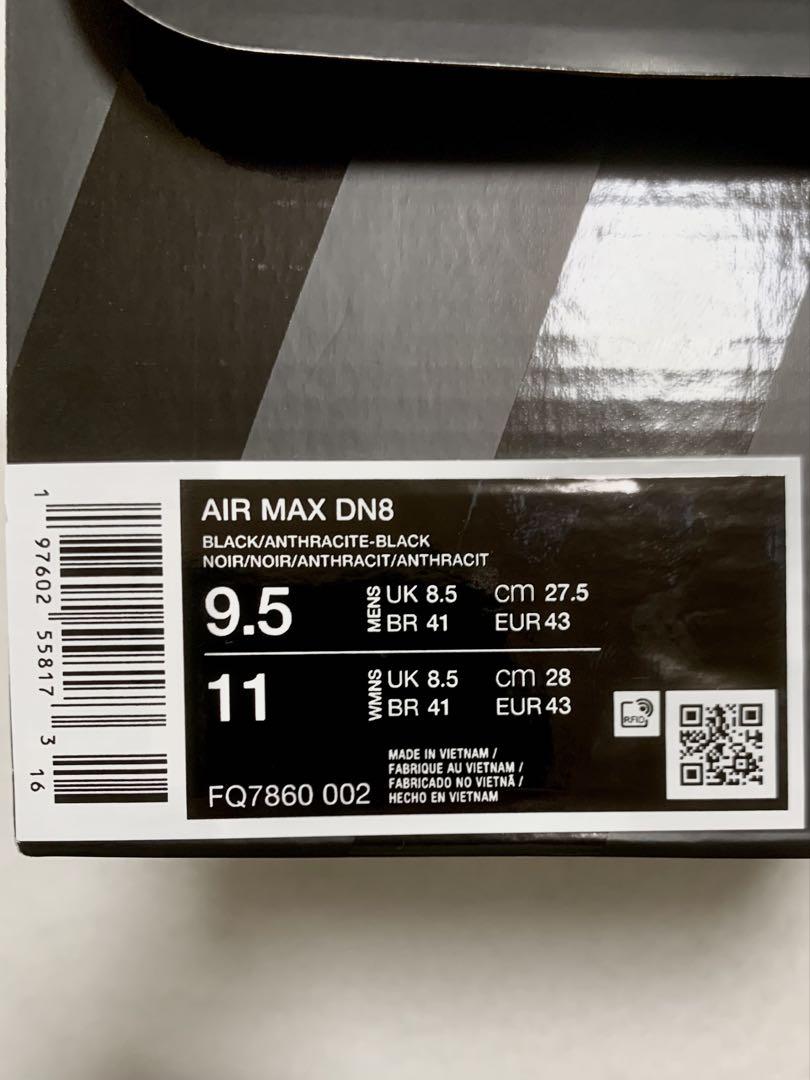 AIR MAX DN8
BLACK/ANTHRACITE-BLACK
NOIR/NOIR/ANTHRACIT/ANTHRACIT
9.5 MENS UK 8.5 cm 27.5
BR 41 EUR 43
11 WMNS UK 8.5 cm 28
BR 41 EUR 43
RFID
MADE IN VIETNAM /
FABRIQUE AU VIETNAM /
FABRICADO NO VIETNÃ /
HECHO EN VIETNAM
FQ7860 002
1 97602 55817 3 16